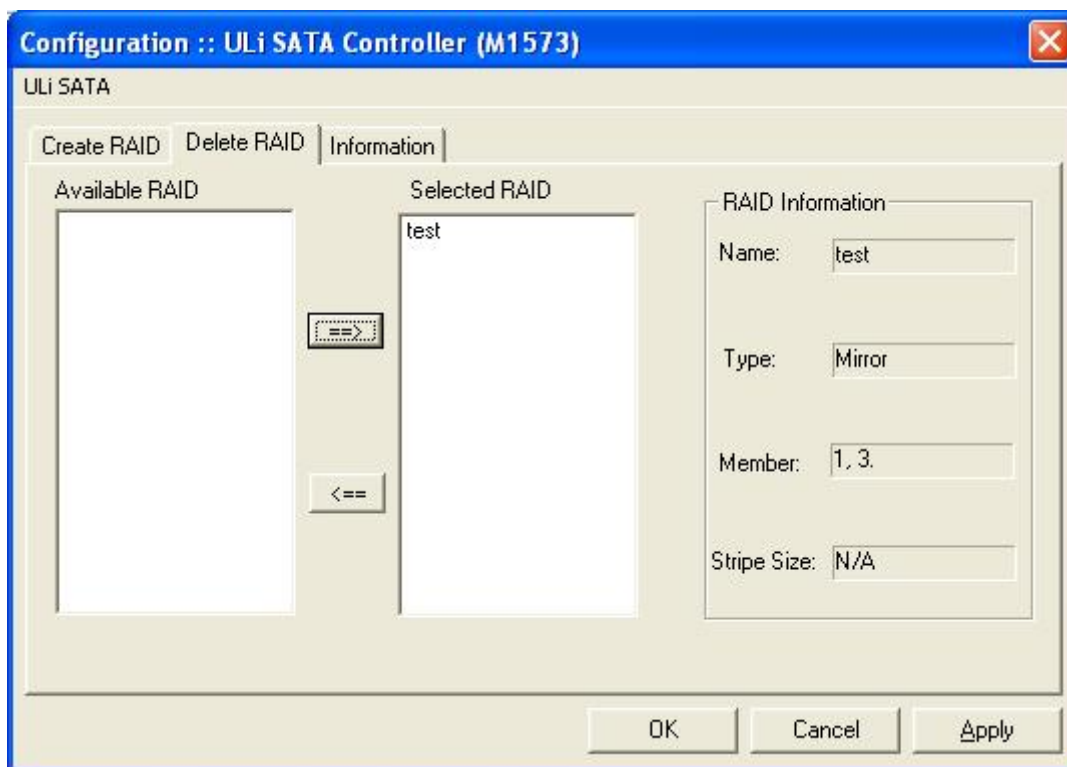 Configuration :: ULi SATA Controller (M1573)
ULi SATA
Create RAID
Delete RAID
Information
Available RAID
Selected RAID
test
==>
<==
RAID Information
Name:
test
Type:
Mirror
Member:
1, 3.
Stripe Size:
N/A
OK
Cancel
Apply